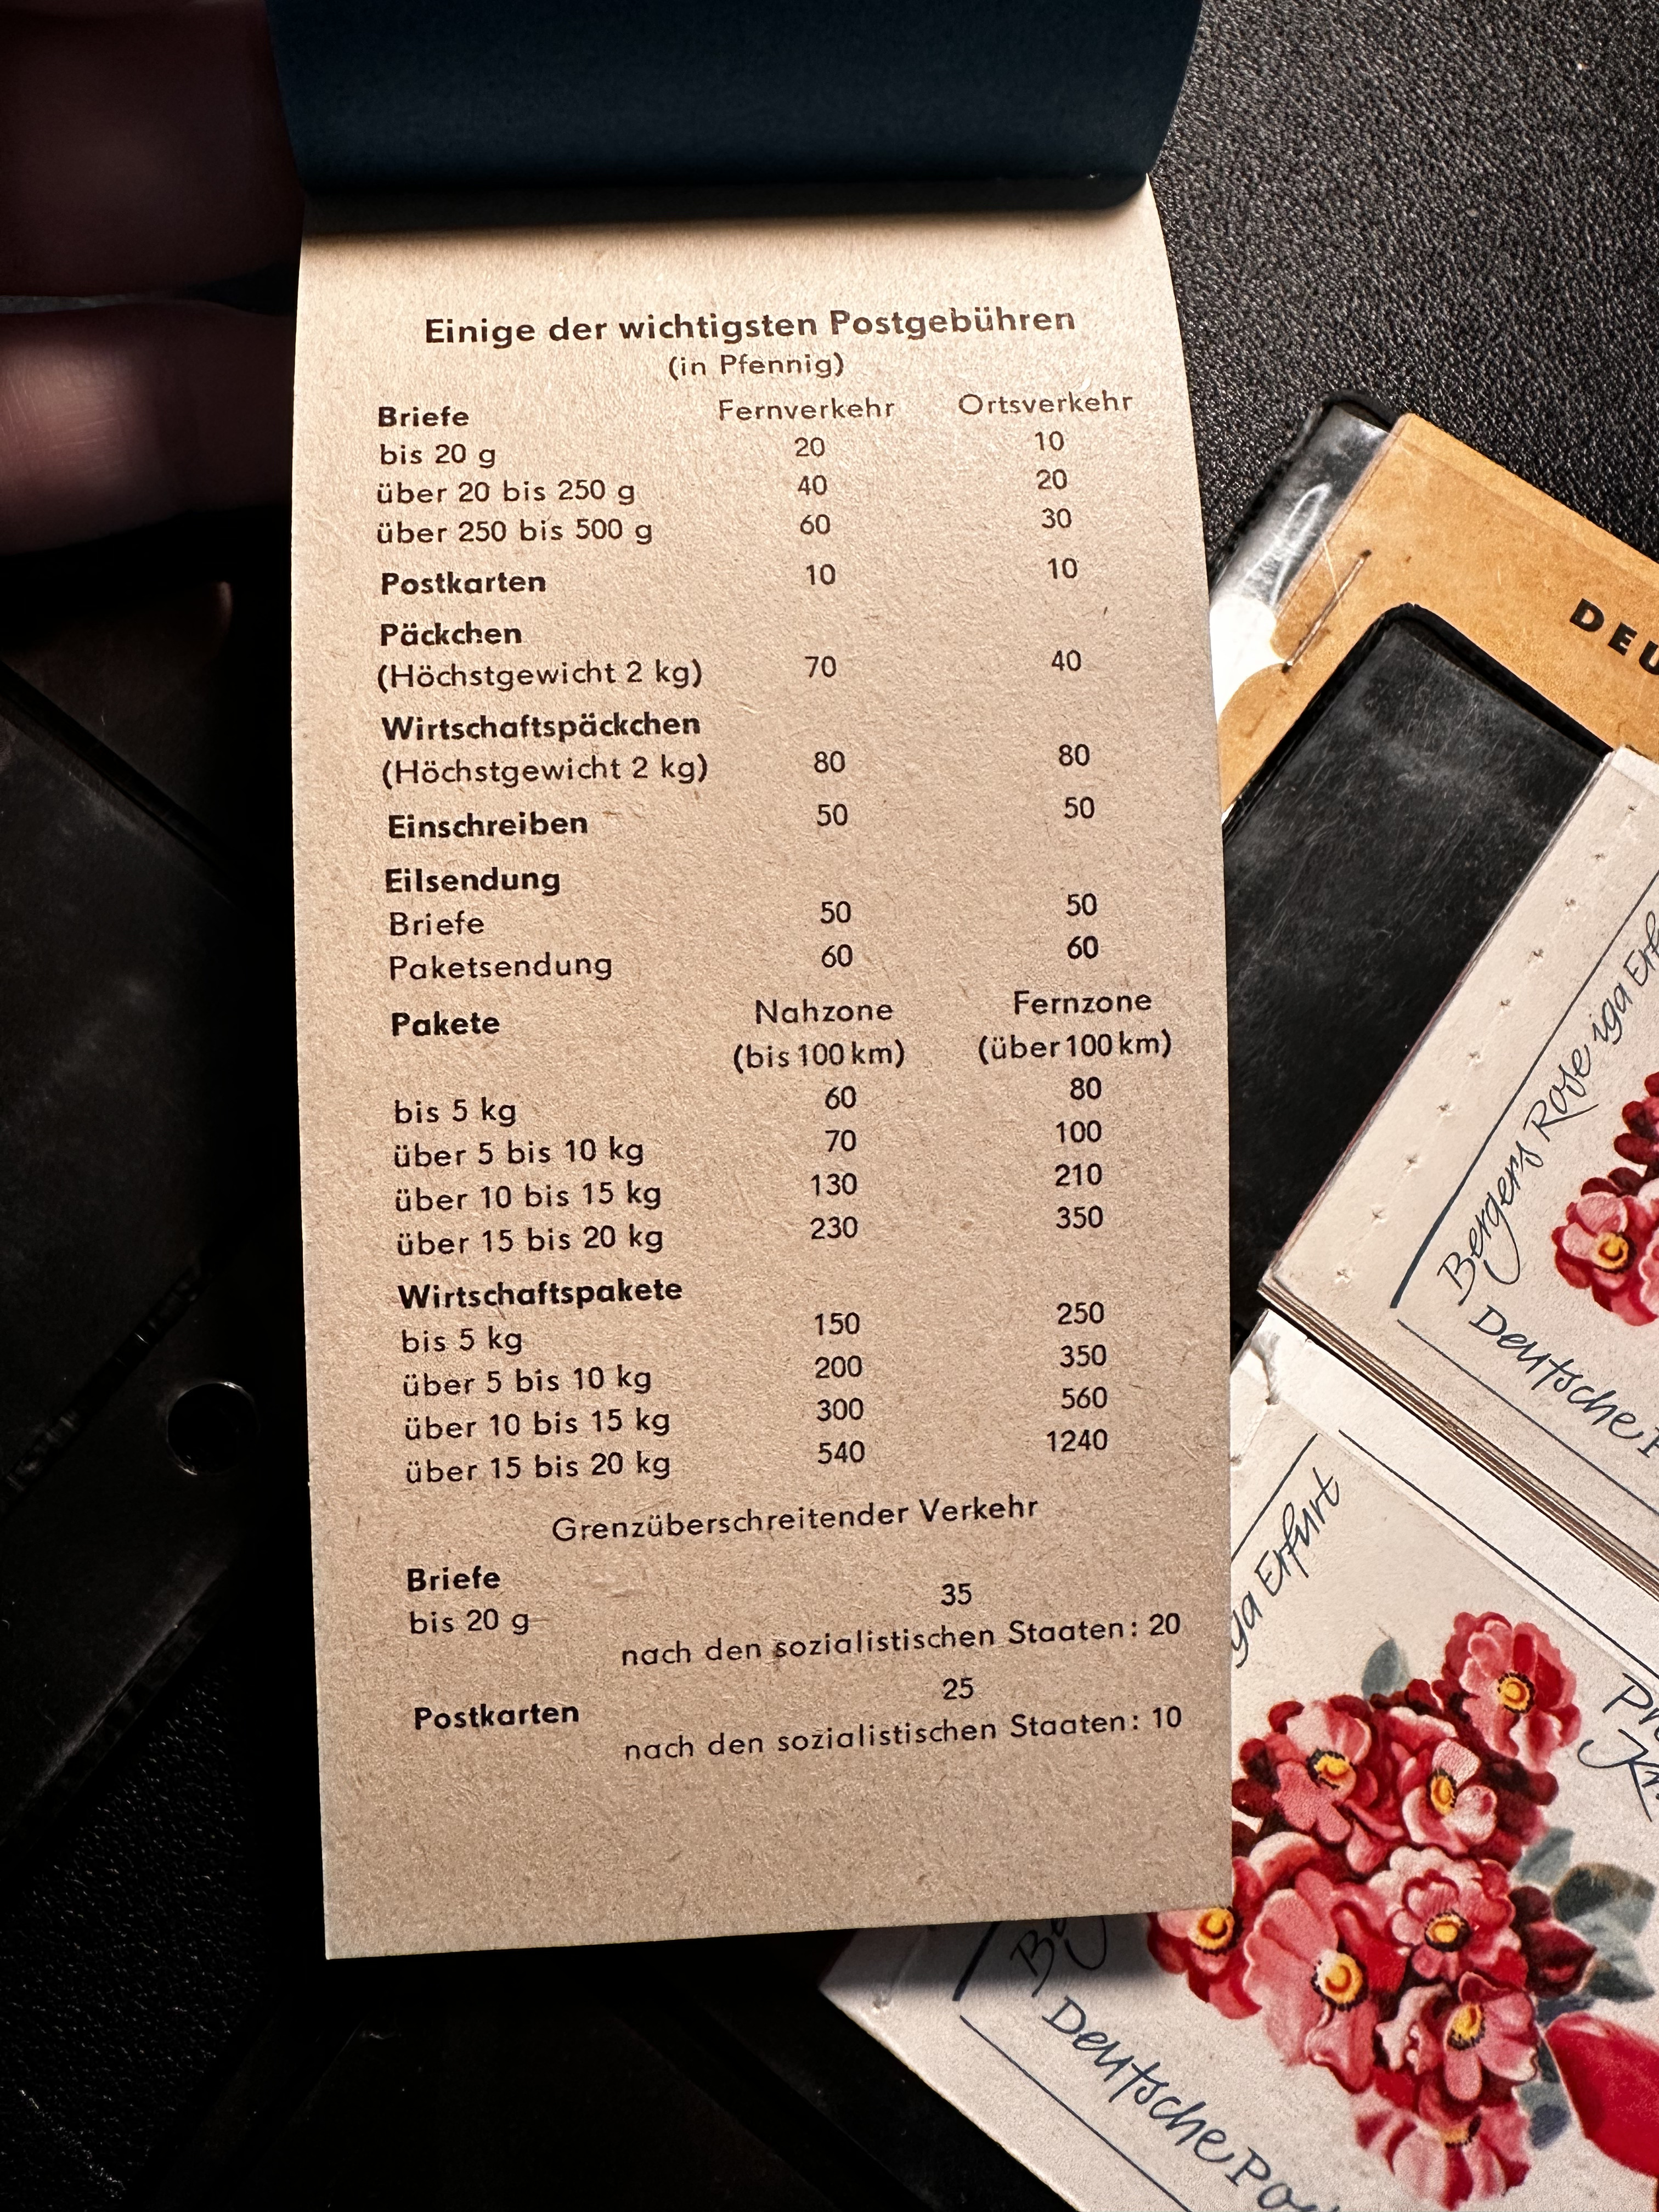 Einige der wichtigsten Postgebühren
(in Pfennig)
Briefe Fernverkehr Ortsverkehr
bis 20 g 20 10
über 20 bis 250 g 40 20
über 250 bis 500 g 60 30
Postkarten 10 10
Päckchen
(Höchstgewicht 2 kg) 70 40
Wirtschaftspäckchen
(Höchstgewicht 2 kg) 80 80
Einschreiben 50 50
Eilsendung
Briefe 50 50
Paketsendung 60 60
Pakete Nahzone Fernzone
(bis 100 km) (über 100 km)
bis 5 kg 60 80
über 5 bis 10 kg 70 100
über 10 bis 15 kg 130 210
über 15 bis 20 kg 230 350
Wirtschaftspakete
bis 5 kg 150 250
über 5 bis 10 kg 200 350
über 10 bis 15 kg 300 560
über 15 bis 20 kg 540 1240
Grenzüberschreitender Verkehr
Briefe
bis 20 g 35
nach den sozialistischen Staaten: 20
Postkarten 25
nach den sozialistischen Staaten: 10
DEU
Bergers Rose iga Erf
Deutsche P
ga Erfurt
Deutsche Pos